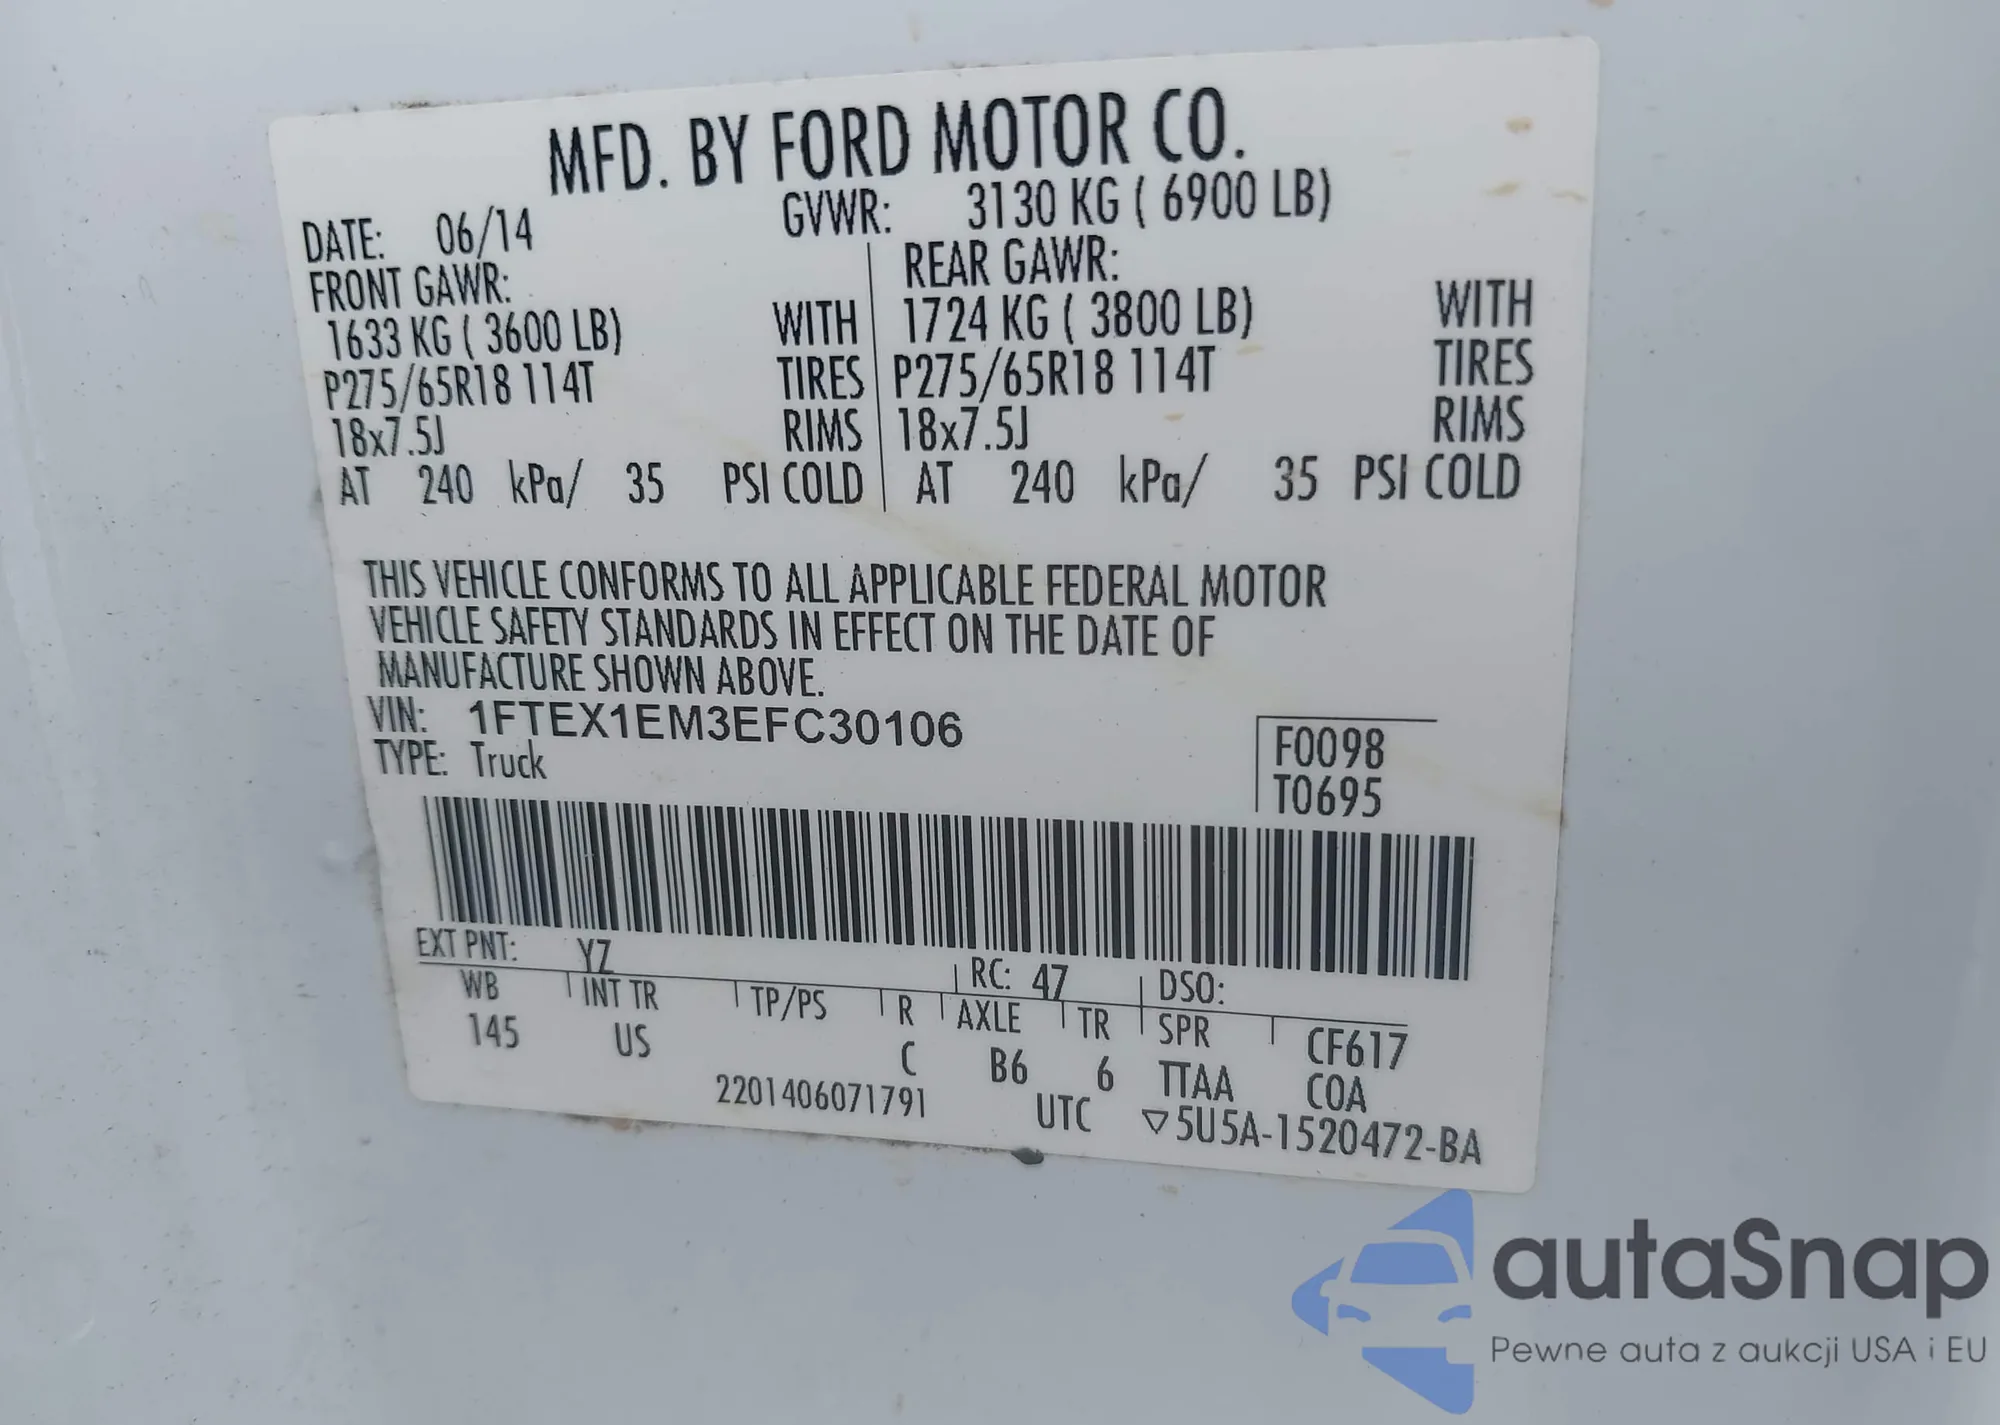 MFD. BY FORD MOTOR CO.
DATE: 06/14 GVWR: 3130 KG ( 6900 LB)
FRONT GAWR: REAR GAWR:
1633 KG ( 3600 LB) WITH 1724 KG ( 3800 LB) WITH
P275/65R18 114T TIRES P275/65R18 114T TIRES
18x7.5J RIMS 18x7.5J RIMS
AT 240 kPa/ 35 PSI COLD AT 240 kPa/ 35 PSI COLD
THIS VEHICLE CONFORMS TO ALL APPLICABLE FEDERAL MOTOR
VEHICLE SAFETY STANDARDS IN EFFECT ON THE DATE OF
MANUFACTURE SHOWN ABOVE.
VIN: 1FTEX1EM3EFC30106
TYPE: Truck
F0098
T0695
EXT PNT: YZ RC: 47 DSO:
WB INT TR TP/PS R AXLE TR SPR CF617
145 US C B6 6 TTAA COA
2201406071791 UTC ▽5U5A-1520472-BA
autaSnap
Pewne auta z aukcji USA i EU